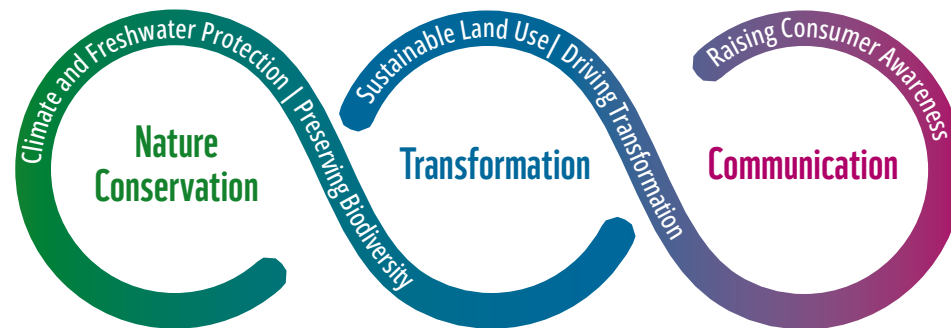 Climate and Freshwater Protection | Preserving Biodiversity
Nature
Conservation
Sustainable Land Use| Driving Transformation
Transformation
Raising Consumer Awareness
Communication